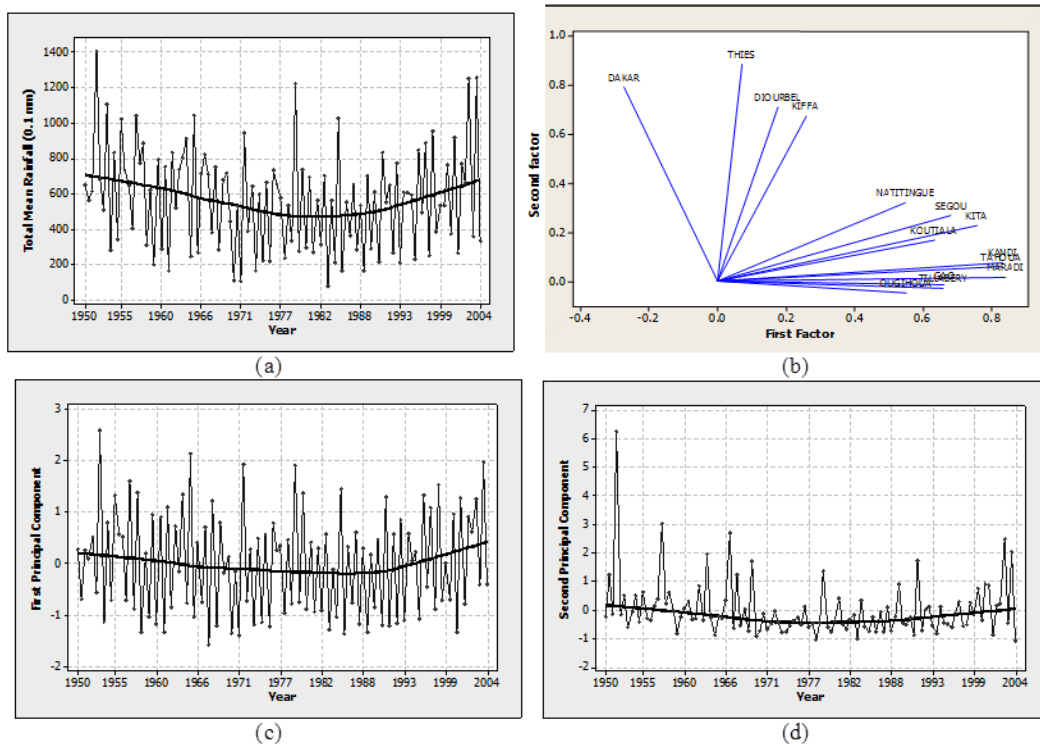 1400
1200
1000
800
600
400
200
0
Total Mean Rainfall (0.1 mm)
1950 1955 1960 1966 1971 1977 1982 1988 1993 1999 2004
Year
(a)
1.0
0.8
0.6
0.4
0.2
0.0
Second factor
THIES
DAKAR
DIOURBEL
KIFFA
NATITINGUE
SEGOU
KITA
KOUTIALA
KANDI
MARADI
-0.4 -0.2 0.0 0.2 0.4 0.6 0.8
First Factor
(b)
3
2
1
0
-1
-2
First Principal Component
1950 1955 1960 1966 1971 1977 1982 1988 1993 1999 2004
Year
(c)
7
6
5
4
3
2
1
0
-1
-2
Second Principal Component
1950 1955 1960 1966 1971 1977 1982 1988 1993 1999 2004
Year
(d)